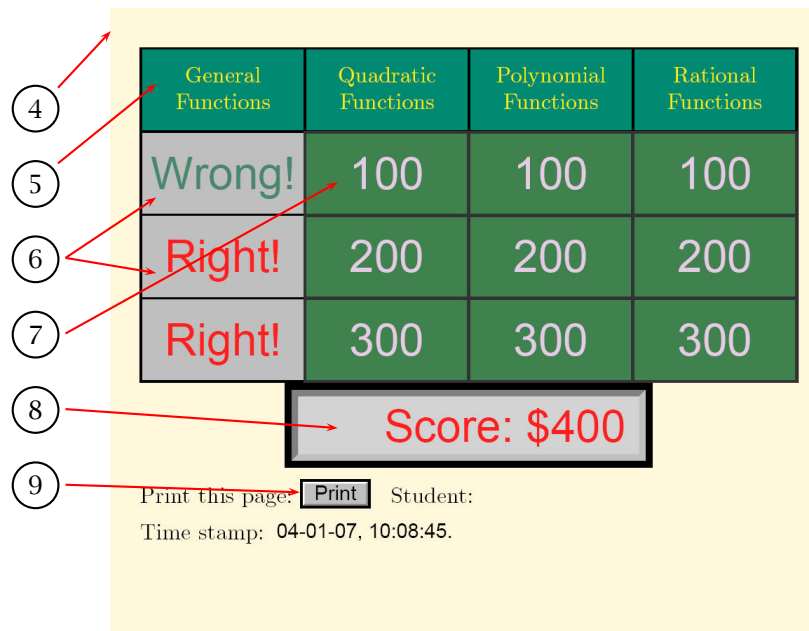 General Functions Quadratic Functions Polynomial Functions Rational Functions
4
5
Wrong! 100 100 100
6
Right! 200 200 200
7
Right! 300 300 300
8
Score: $400
9
Print this page: Print Student:
Time stamp: 04-01-07, 10:08:45.